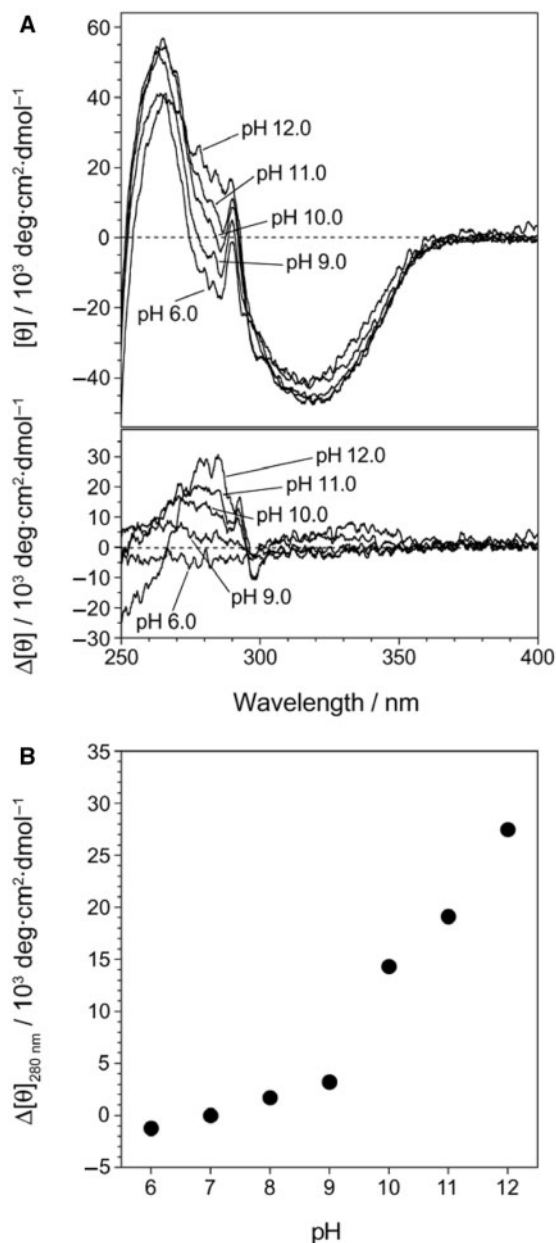 A
60
40
20
0
−20
−40
[θ] / 10³ deg·cm²·dmol⁻¹
pH 12.0
pH 11.0
pH 10.0
pH 9.0
pH 6.0
30
20
10
0
−10
−20
−30
Δ[θ] / 10³ deg·cm²·dmol⁻¹
pH 12.0
pH 11.0
pH 10.0
pH 9.0
pH 6.0
250 300 350 400
Wavelength / nm
B
35
30
25
20
15
10
5
0
−5
Δ[θ]₂₈₀ nm / 10³ deg·cm²·dmol⁻¹
6 7 8 9 10 11 12
pH